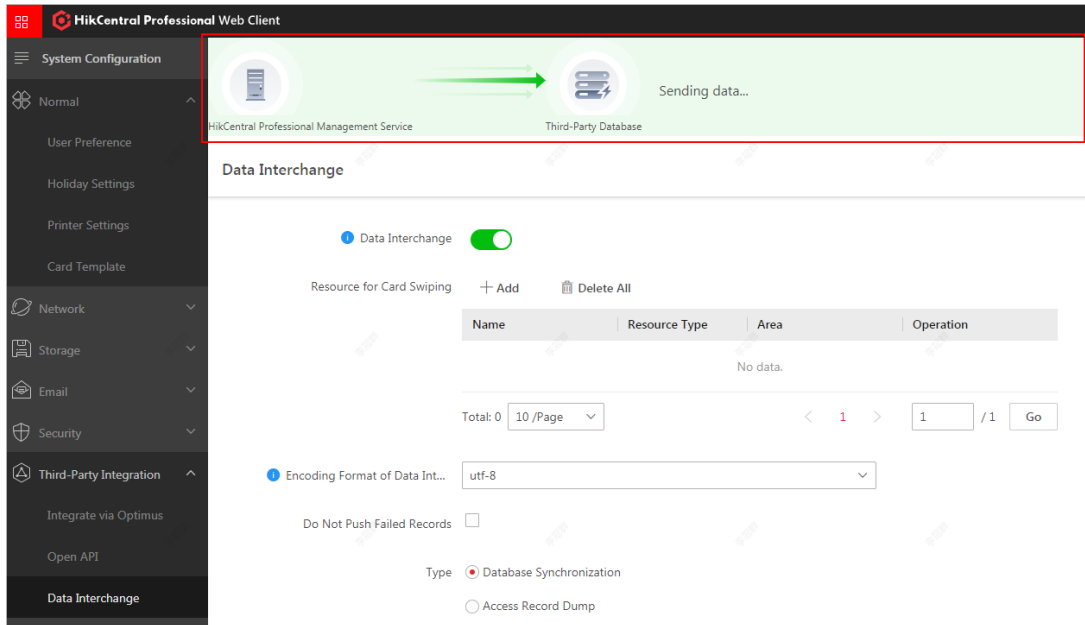 HikCentral Professional Web Client
System Configuration
Normal
User Preference
Holiday Settings
Printer Settings
Card Template
Network
Storage
Email
Security
Third-Party Integration
Integrate via Optimus
Open API
Data Interchange
Sending data...
HikCentral Professional Management Service
Third-Party Database
Data Interchange
Data Interchange
Resource for Card Swiping
Add
Delete All
Name Resource Type Area Operation
No data.
Total: 0 10 /Page 1 1 / 1 Go
Encoding Format of Data Int... utf-8
Do Not Push Failed Records
Type Database Synchronization
Access Record Dump